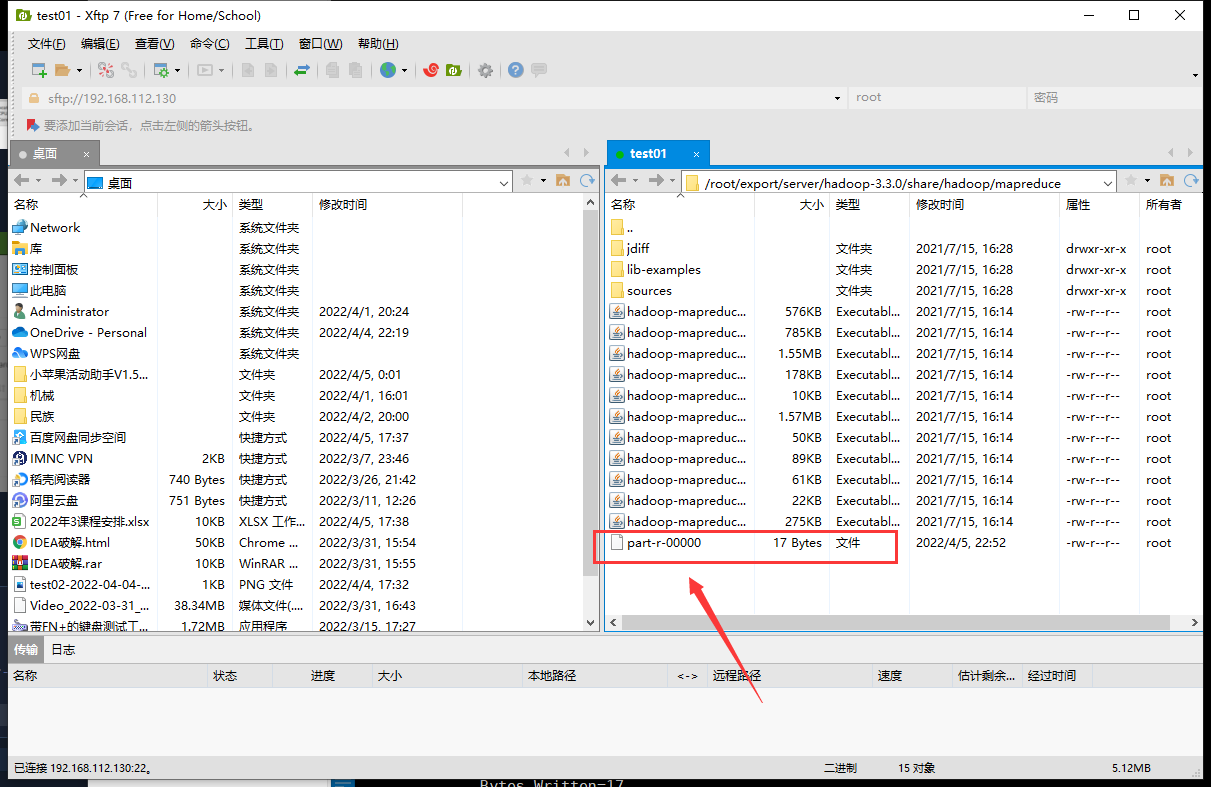 test01 - Xftp 7 (Free for Home/School)
文件(F) 编辑(E) 查看(V) 命令(C) 工具(T) 窗口(W) 帮助(H)
sftp://192.168.112.130 root 密码
要添加当前会话，点击左侧的箭头按钮。
桌面 ×
桌面
名称 大小 类型 修改时间
Network 系统文件夹
库 系统文件夹
控制面板 系统文件夹
此电脑 系统文件夹
Administrator 系统文件夹 2022/4/1, 20:24
OneDrive - Personal 系统文件夹 2022/4/4, 22:19
WPS网盘 系统文件夹
小苹果活动助手V1.5... 文件夹 2022/4/5, 0:01
机械 文件夹 2022/4/1, 16:01
民族 文件夹 2022/4/2, 20:00
百度网盘同步空间 快捷方式 2022/4/5, 17:37
IMNC VPN 2KB 快捷方式 2022/3/7, 23:46
稻壳阅读器 740 Bytes 快捷方式 2022/3/26, 21:42
阿里云盘 751 Bytes 快捷方式 2022/3/11, 12:26
2022年3课程安排.xlsx 10KB XLSX 工作... 2022/4/5, 17:38
IDEA破解.html 50KB Chrome ... 2022/3/31, 15:54
IDEA破解.rar 10KB WinRAR ... 2022/3/31, 15:55
test02-2022-04-04-... 1KB PNG 文件 2022/4/4, 17:32
Video_2022-03-31_... 38.34MB 媒体文件(.... 2022/3/31, 16:43
带FN+的键盘测试工... 1.72MB 应用程序 2022/3/15, 17:27
test01 ×
/root/export/server/hadoop-3.3.0/share/hadoop/mapreduce
名称 大小 类型 修改时间 属性 所有者
..
jdiff 文件夹 2021/7/15, 16:28 drwxr-xr-x root
lib-examples 文件夹 2021/7/15, 16:28 drwxr-xr-x root
sources 文件夹 2021/7/15, 16:28 drwxr-xr-x root
hadoop-mapreduc... 576KB Executabl... 2021/7/15, 16:14 -rw-r--r-- root
hadoop-mapreduc... 785KB Executabl... 2021/7/15, 16:14 -rw-r--r-- root
hadoop-mapreduc... 1.55MB Executabl... 2021/7/15, 16:14 -rw-r--r-- root
hadoop-mapreduc... 178KB Executabl... 2021/7/15, 16:14 -rw-r--r-- root
hadoop-mapreduc... 10KB Executabl... 2021/7/15, 16:14 -rw-r--r-- root
hadoop-mapreduc... 1.57MB Executabl... 2021/7/15, 16:14 -rw-r--r-- root
hadoop-mapreduc... 50KB Executabl... 2021/7/15, 16:14 -rw-r--r-- root
hadoop-mapreduc... 89KB Executabl... 2021/7/15, 16:14 -rw-r--r-- root
hadoop-mapreduc... 61KB Executabl... 2021/7/15, 16:14 -rw-r--r-- root
hadoop-mapreduc... 22KB Executabl... 2021/7/15, 16:14 -rw-r--r-- root
hadoop-mapreduc... 275KB Executabl... 2021/7/15, 16:14 -rw-r--r-- root
part-r-00000 17 Bytes 文件 2022/4/5, 22:52 -rw-r--r-- root
传输 日志
名称 状态 进度 大小 本地路径 <-> 远程路径 速度 估计剩余... 经过时间
已连接 192.168.112.130:22。 二进制 15 对象 5.12MB
Bytes Written=17